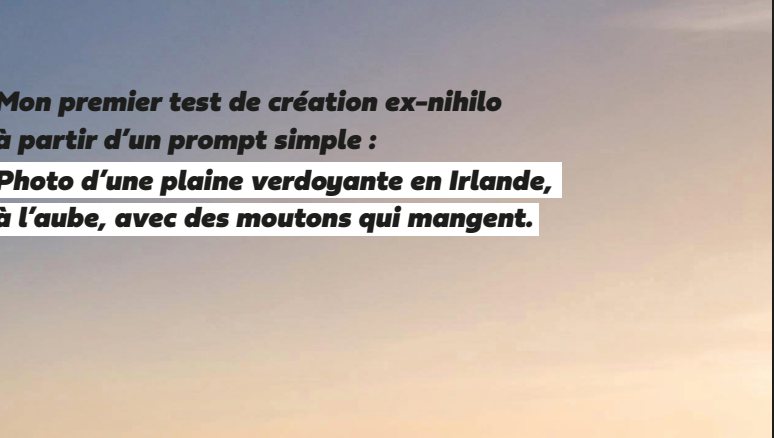 Mon premier test de création ex-nihilo
à partir d’un prompt simple :
Photo d’une plaine verdoyante en Irlande,
à l’aube, avec des moutons qui mangent.